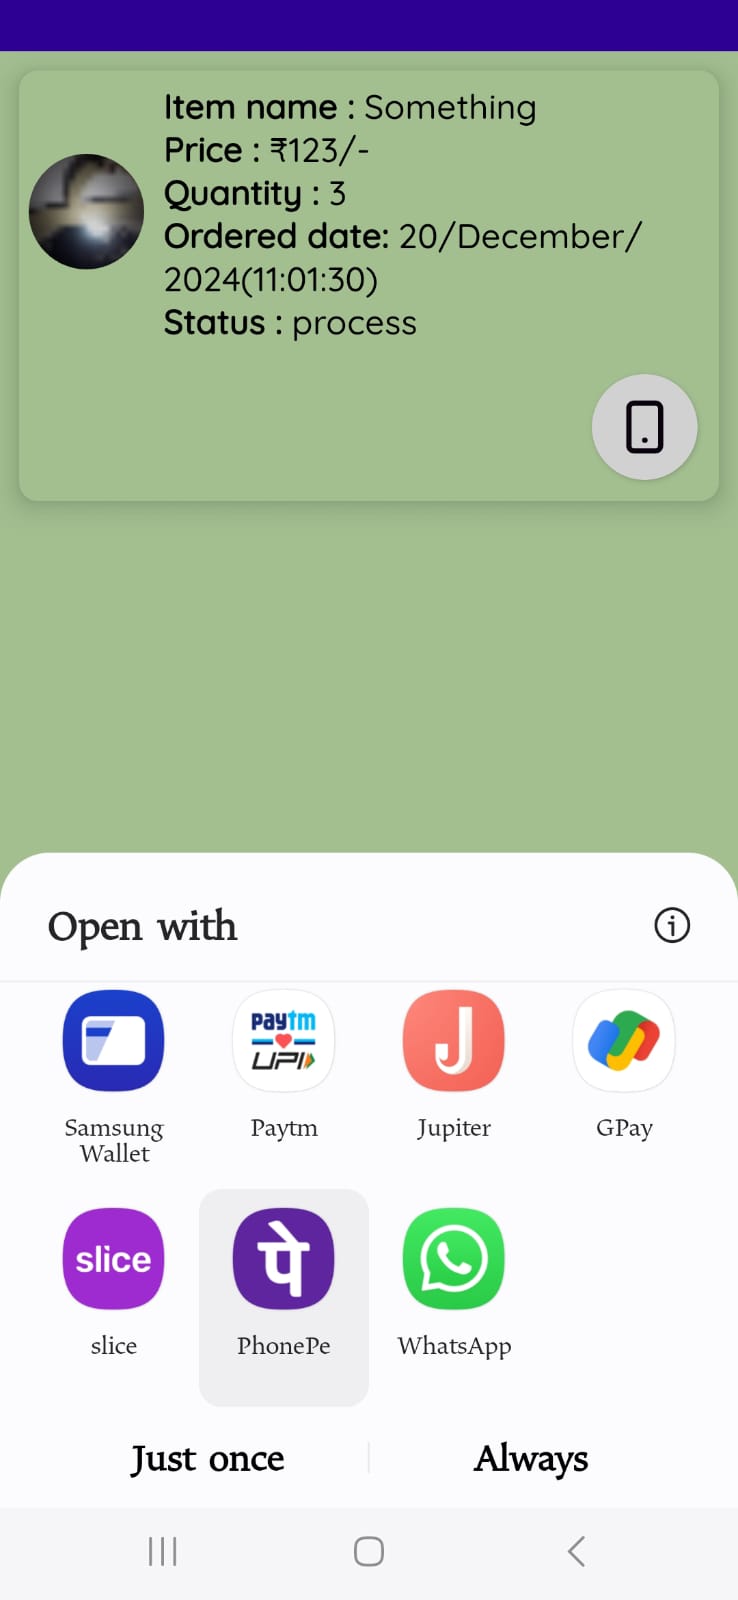 Item name : Something
Price : ₹123/-
Quantity : 3
Ordered date: 20/December/
2024(11:01:30)
Status : process
Open with
paytm
UPI
Samsung
Wallet
Paytm
Jupiter
GPay
slice
पे
slice
PhonePe
WhatsApp
Just once
Always